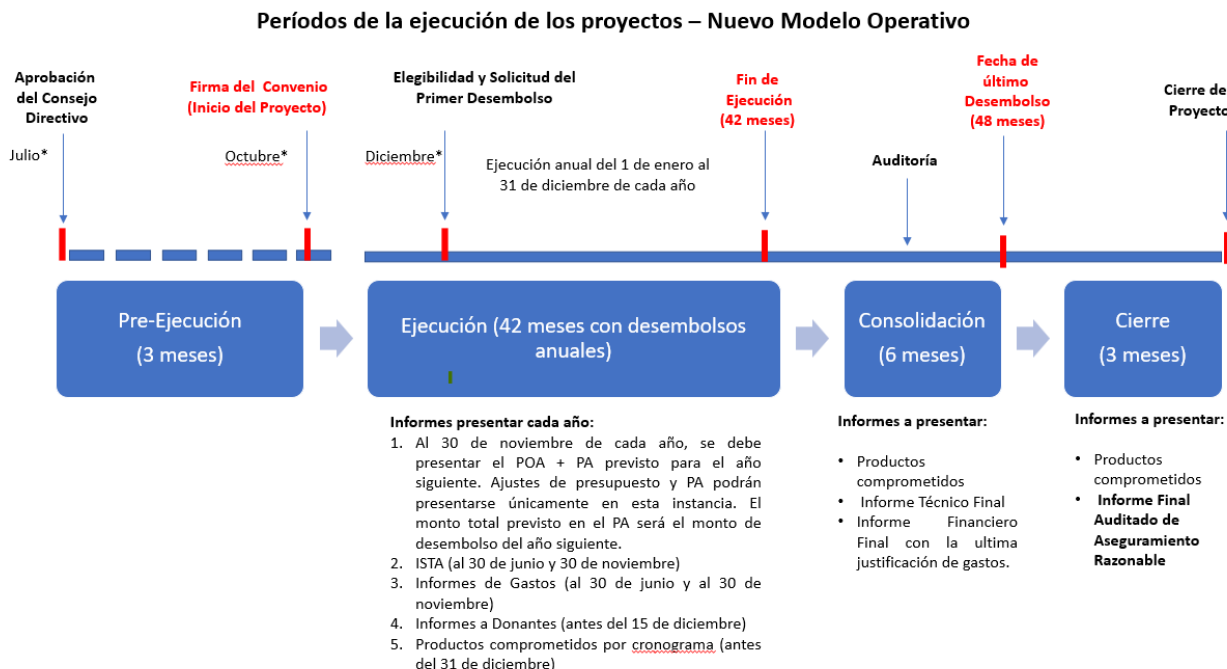 Períodos de la ejecución de los proyectos – Nuevo Modelo Operativo
Aprobación
del Consejo
Directivo
Julio*
Firma del Convenio
(Inicio del Proyecto)
Octubre*
Elegibilidad y Solicitud del
Primer Desembolso
Diciembre*
Ejecución anual del 1 de enero al
31 de diciembre de cada año
Fin de
Ejecución
(42 meses)
Auditoría
Fecha de
último
Desembolso
(48 meses)
Cierre de
Proyecto
Pre-Ejecución
(3 meses)
Ejecución (42 meses con desembolsos
anuales)
Consolidación
(6 meses)
Cierre
(3 meses)
Informes presentar cada año:
1. Al 30 de noviembre de cada año, se debe
presentar el POA + PA previsto para el año
siguiente. Ajustes de presupuesto y PA podrán
presentarse únicamente en esta instancia. El
monto total previsto en el PA será el monto de
desembolso del año siguiente.
2. ISTA (al 30 de junio y 30 de noviembre)
3. Informes de Gastos (al 30 de junio y al 30 de
noviembre)
4. Informes a Donantes (antes del 15 de diciembre)
5. Productos comprometidos por cronograma (antes
del 31 de diciembre)
Informes a presentar:
• Productos
comprometidos
• Informe Técnico Final
• Informe Financiero
Final con la ultima
justificación de gastos.
Informes a presentar:
• Productos
comprometidos
• Informe Final
Auditado de
Aseguramiento
Razonable